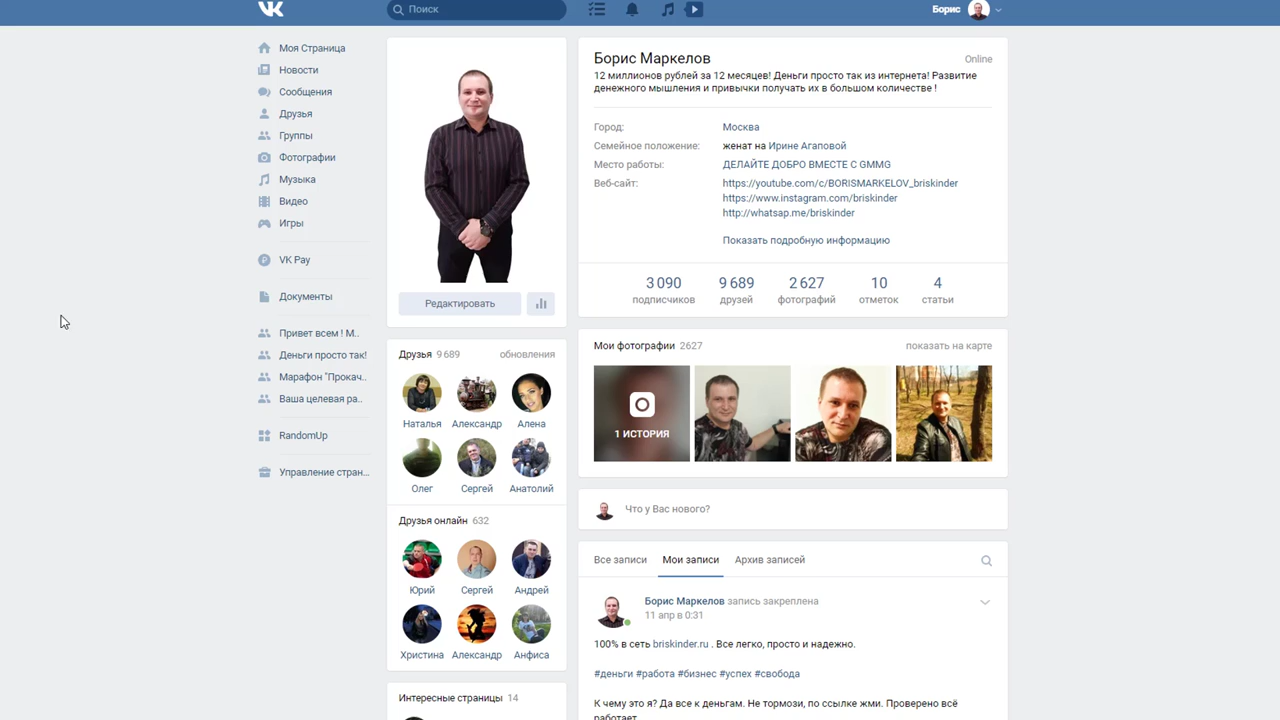 Поиск
Борис
Моя Страница
Новости
Сообщения
Друзья
Группы
Фотографии
Музыка
Видео
Игры
VK Pay
Документы
Привет всем ! М..
Деньги просто так!
Марафон "Прокач..
Ваша целевая ра..
RandomUp
Управление стран...
Редактировать
Друзья 9 689 обновления
Наталья Александр Алена
Олег Сергей Анатолий
Друзья онлайн 632
Юрий Сергей Андрей
Христина Александр Анфиса
Интересные страницы 14
Борис Маркелов Online
12 миллионов рублей за 12 месяцев! Деньги просто так из интернета! Развитие
денежного мышления и привычки получать их в большом количестве !
Город: Москва
Семейное положение: женат на Ирине Агаповой
Место работы: ДЕЛАЙТЕ ДОБРО ВМЕСТЕ С GMMG
Веб-сайт: https://youtube.com/c/BORISMARKELOV_briskinder
https://www.instagram.com/briskinder
http://whatsap.me/briskinder
Показать подробную информацию
3 090 9 689 2 627 10 4
подписчиков друзей фотографий отметок статьи
Мои фотографии 2627 показать на карте
1 ИСТОРИЯ
Что у Вас нового?
Все записи Мои записи Архив записей
Борис Маркелов запись закреплена
11 апр в 0:31
100% в сеть briskinder.ru . Все легко, просто и надежно.
#деньги #работа #бизнес #успех #свобода
К чему это я? Да все к деньгам. Не тормози, по ссылке жми. Проверено всё
работает